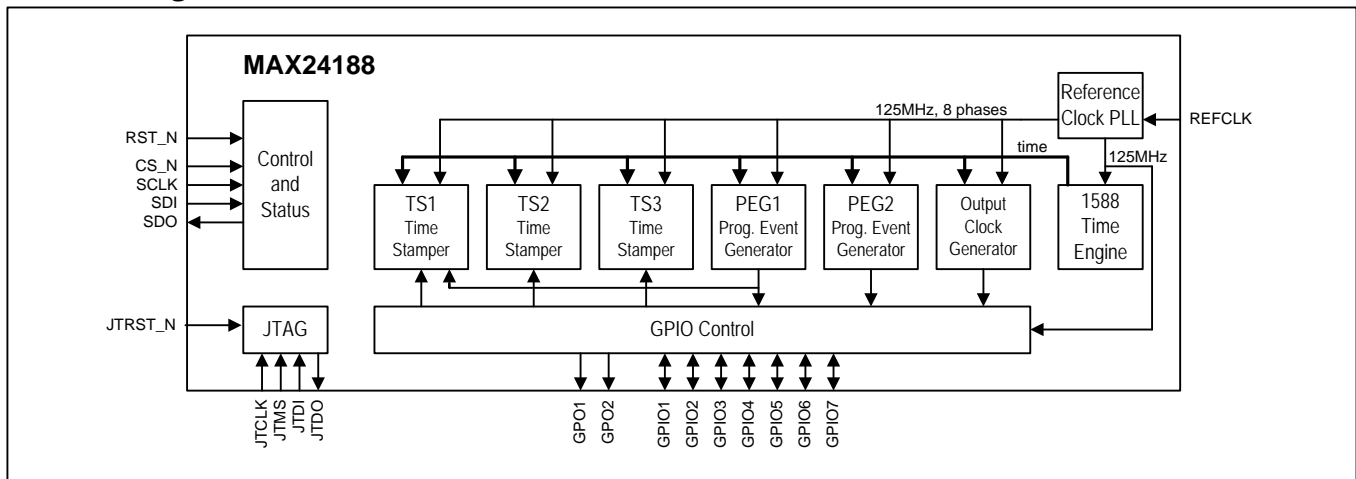 MAX24188
Reference
Clock PLL
REFCLK
125MHz, 8 phases
time
125MHz
RST_N
CS_N
SCLK
SDI
SDO
Control
and
Status
TS1
Time
Stamper
TS2
Time
Stamper
TS3
Time
Stamper
PEG1
Prog. Event
Generator
PEG2
Prog. Event
Generator
Output
Clock
Generator
1588
Time
Engine
JTRST_N
JTAG
GPIO Control
JTCLK
JTMS
JTDI
JTDO
GPO1
GPO2
GPIO1
GPIO2
GPIO3
GPIO4
GPIO5
GPIO6
GPIO7